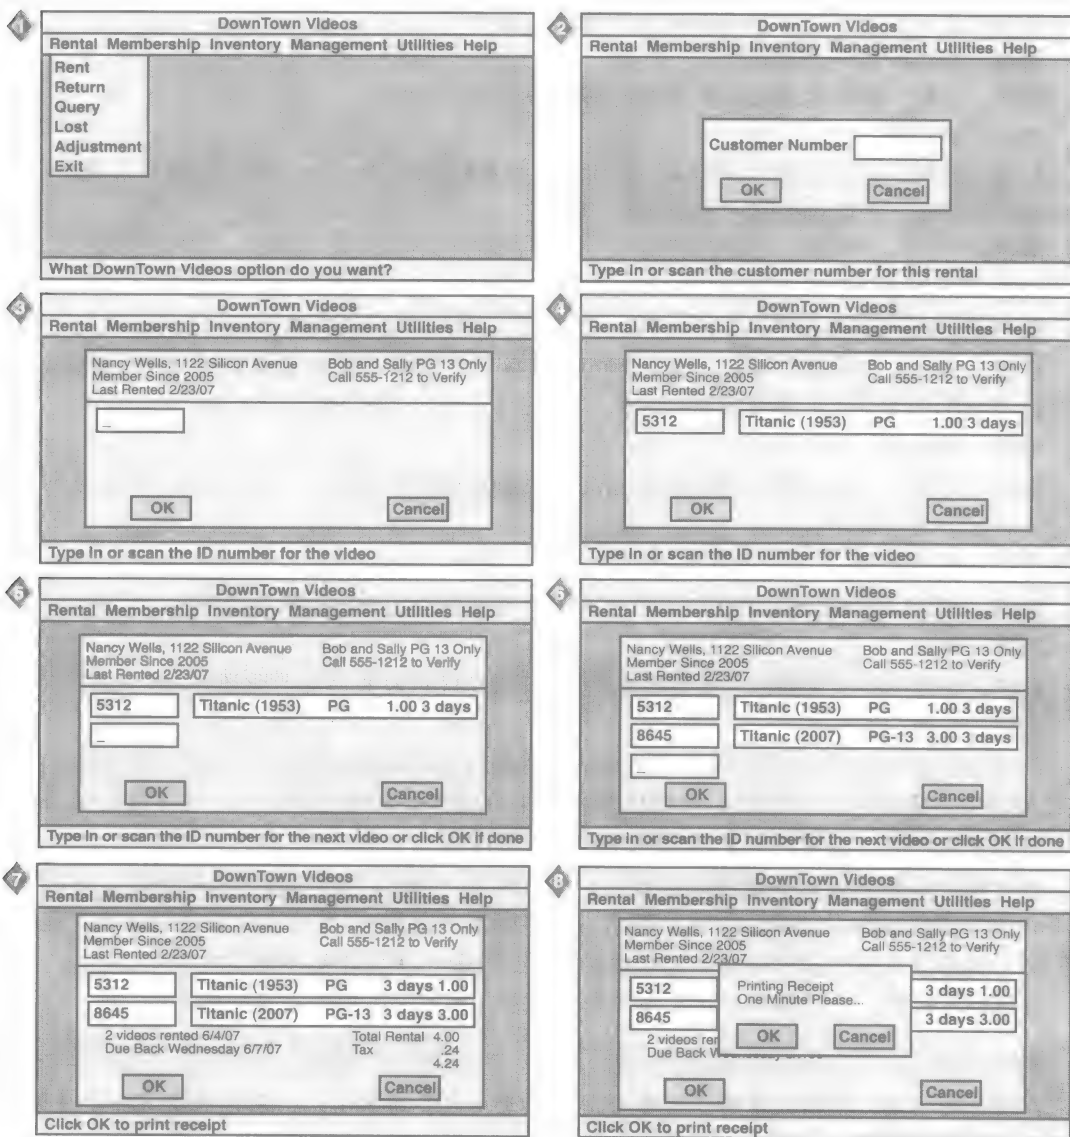 1
DownTown Videos
Rental Membership Inventory Management Utilities Help
Rent
Return
Query
Lost
Adjustment
Exit
What DownTown Videos option do you want?
2
DownTown Videos
Rental Membership Inventory Management Utilities Help
Customer Number
OK Cancel
Type in or scan the customer number for this rental
3
DownTown Videos
Rental Membership Inventory Management Utilities Help
Nancy Wells, 1122 Silicon Avenue Bob and Sally PG 13 Only
Member Since 2005 Call 555-1212 to Verify
Last Rented 2/23/07
_
OK Cancel
Type in or scan the ID number for the video
4
DownTown Videos
Rental Membership Inventory Management Utilities Help
Nancy Wells, 1122 Silicon Avenue Bob and Sally PG 13 Only
Member Since 2005 Call 555-1212 to Verify
Last Rented 2/23/07
5312 Titanic (1953) PG 1.00 3 days
OK Cancel
Type in or scan the ID number for the video
5
DownTown Videos
Rental Membership Inventory Management Utilities Help
Nancy Wells, 1122 Silicon Avenue Bob and Sally PG 13 Only
Member Since 2005 Call 555-1212 to Verify
Last Rented 2/23/07
5312 Titanic (1953) PG 1.00 3 days
_
OK Cancel
Type in or scan the ID number for the next video or click OK if done
6
DownTown Videos
Rental Membership Inventory Management Utilities Help
Nancy Wells, 1122 Silicon Avenue Bob and Sally PG 13 Only
Member Since 2005 Call 555-1212 to Verify
Last Rented 2/23/07
5312 Titanic (1953) PG 1.00 3 days
8645 Titanic (2007) PG-13 3.00 3 days
_
OK Cancel
Type in or scan the ID number for the next video or click OK if done
7
DownTown Videos
Rental Membership Inventory Management Utilities Help
Nancy Wells, 1122 Silicon Avenue Bob and Sally PG 13 Only
Member Since 2005 Call 555-1212 to Verify
Last Rented 2/23/07
5312 Titanic (1953) PG 3 days 1.00
8645 Titanic (2007) PG-13 3 days 3.00
2 videos rented 6/4/07 Total Rental 4.00
Due Back Wednesday 6/7/07 Tax .24
4.24
OK Cancel
Click OK to print receipt
8
DownTown Videos
Rental Membership Inventory Management Utilities Help
Nancy Wells, 1122 Silicon Avenue Bob and Sally PG 13 Only
Member Since 2005 Call 555-1212 to Verify
Last Rented 2/23/07
5312 3 days 1.00
8645 3 days 3.00
Printing Receipt
One Minute Please...
OK Cancel
2 videos ren
Due Back
OK Cancel
Click OK to print receipt